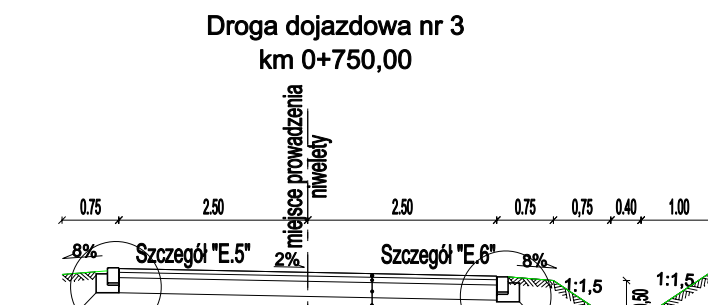 Droga dojazdowa nr 3
km 0+750,00
miejsce prowadzenia
niwelety
0.75 2.50 2.50 0.75 0,75 0.40 1.00
8% Szczegół "E.5" 2% Szczegół "E.6" 8%
1:1,5 1:1,5